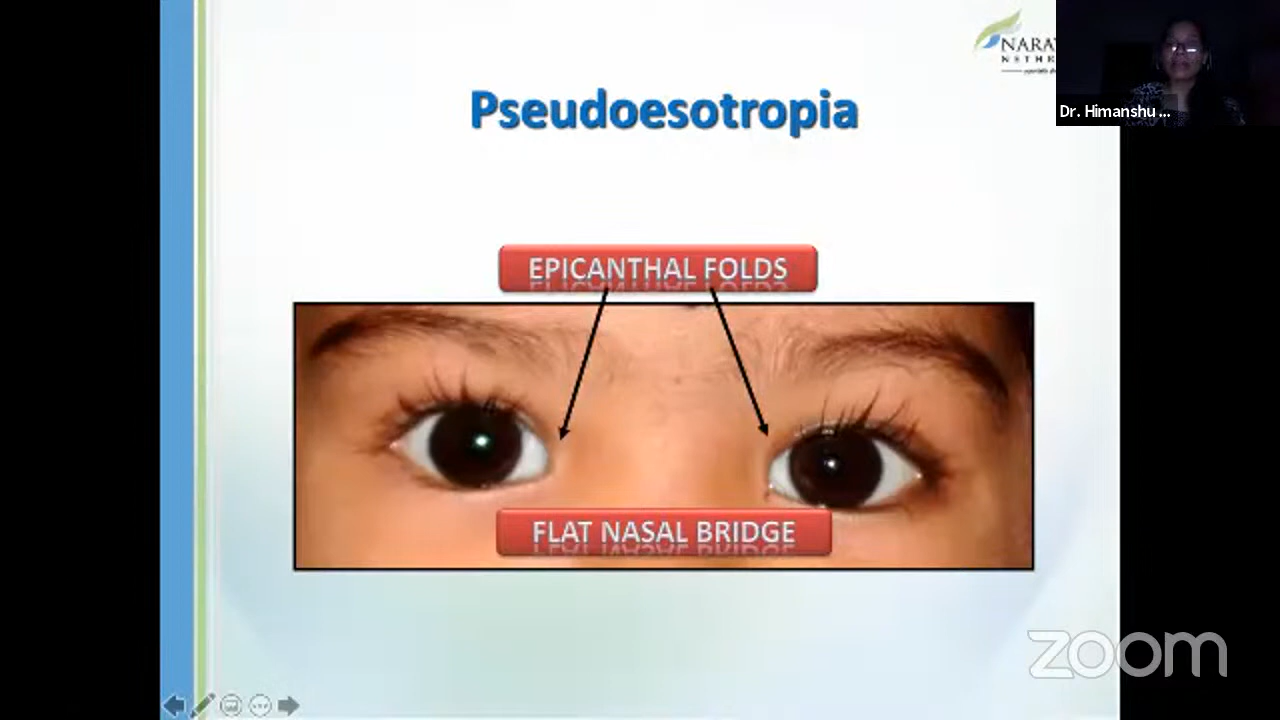 Pseudoesotropia
Dr. Himanshu ...
EPICANTHAL FOLDS
FLAT NASAL BRIDGE
zoom